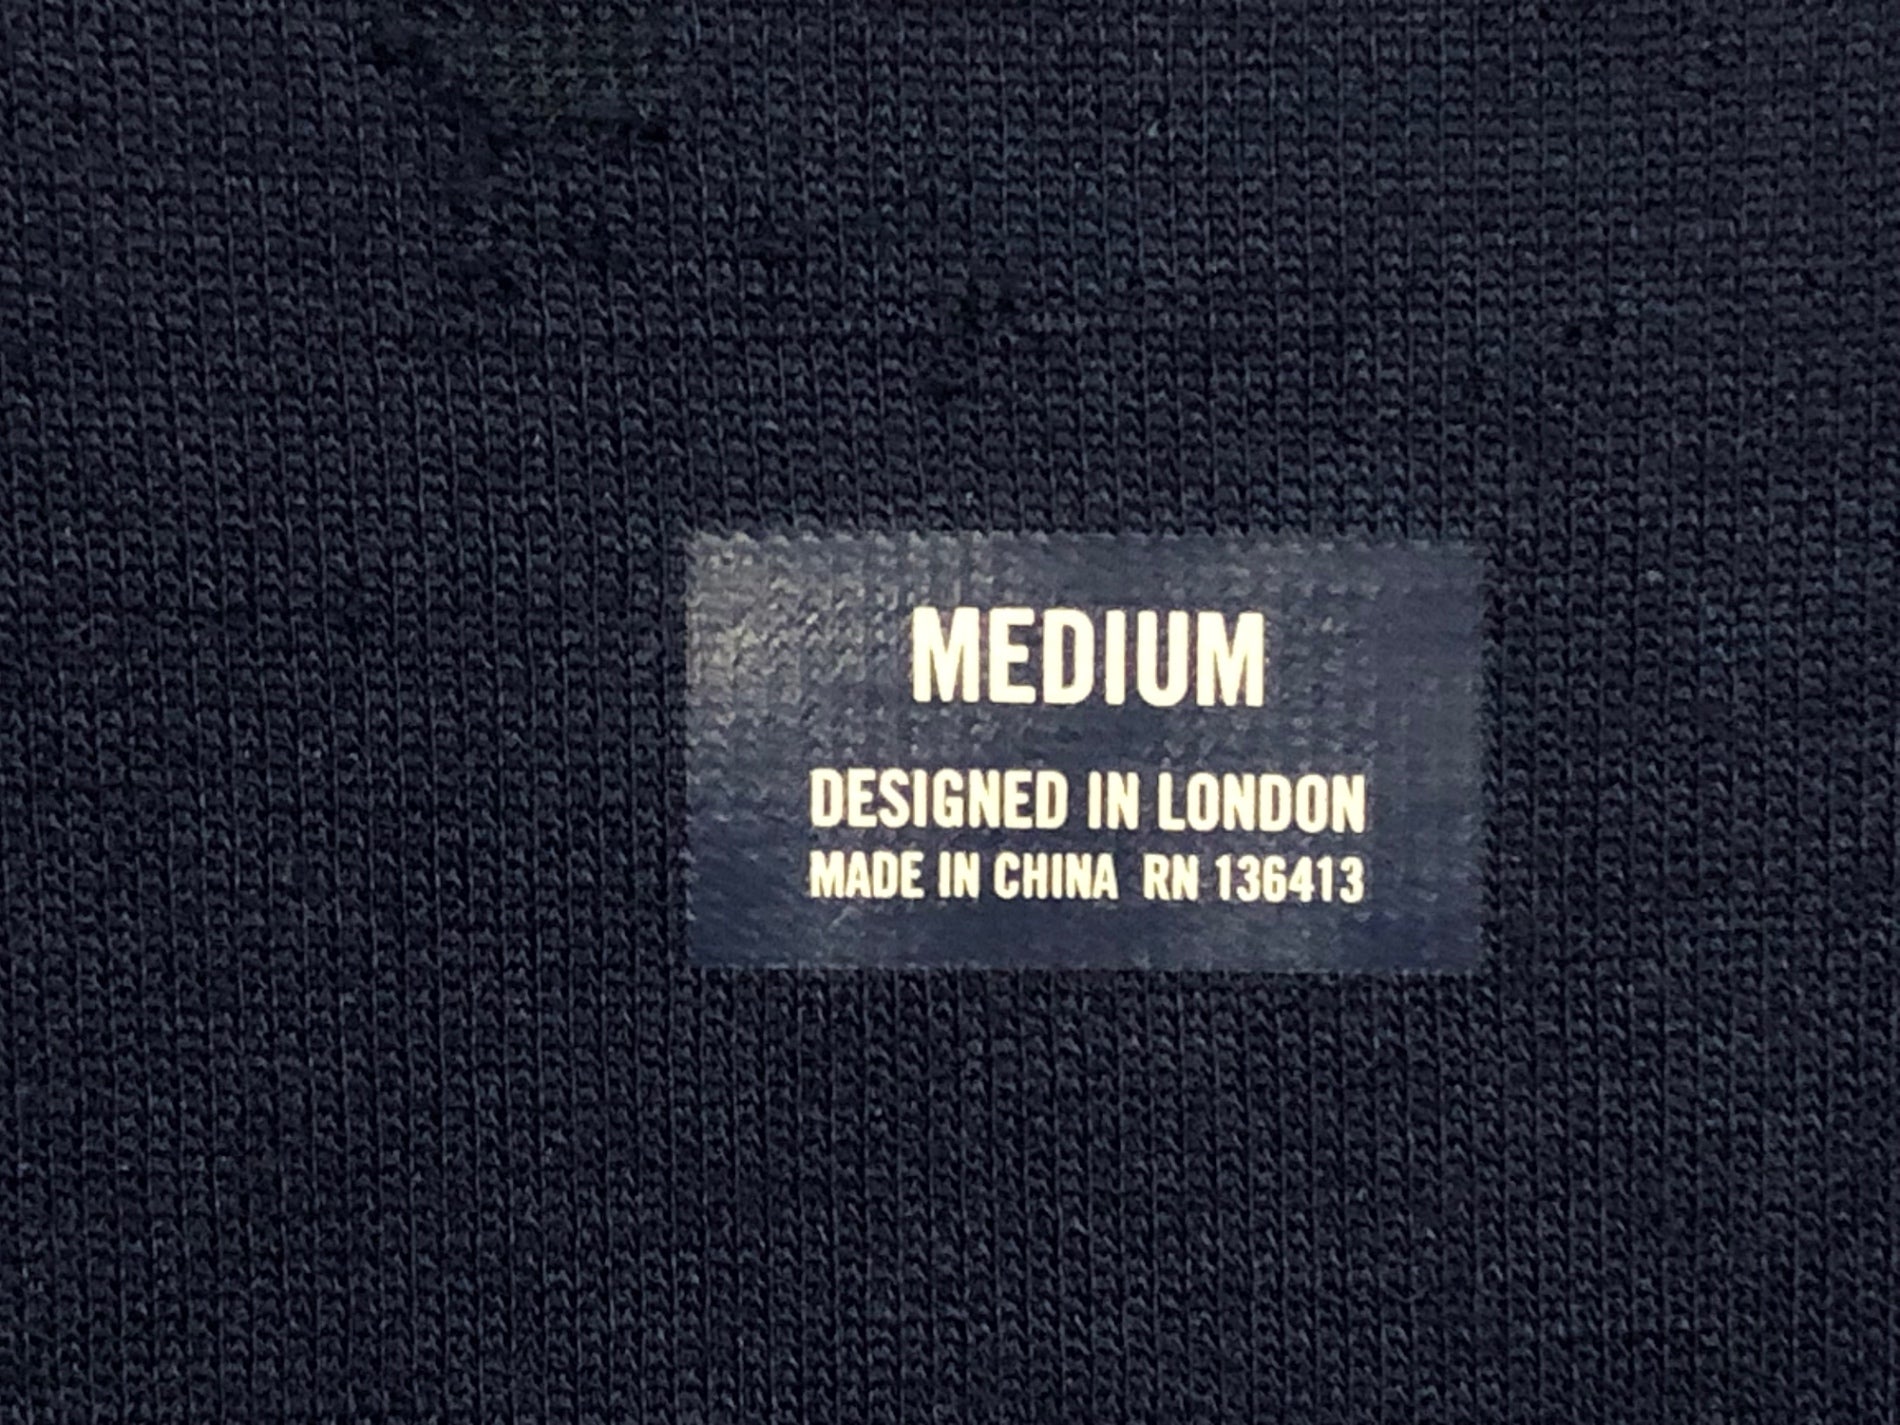 MEDIUM
DESIGNED IN LONDON
MADE IN CHINA RN 136413